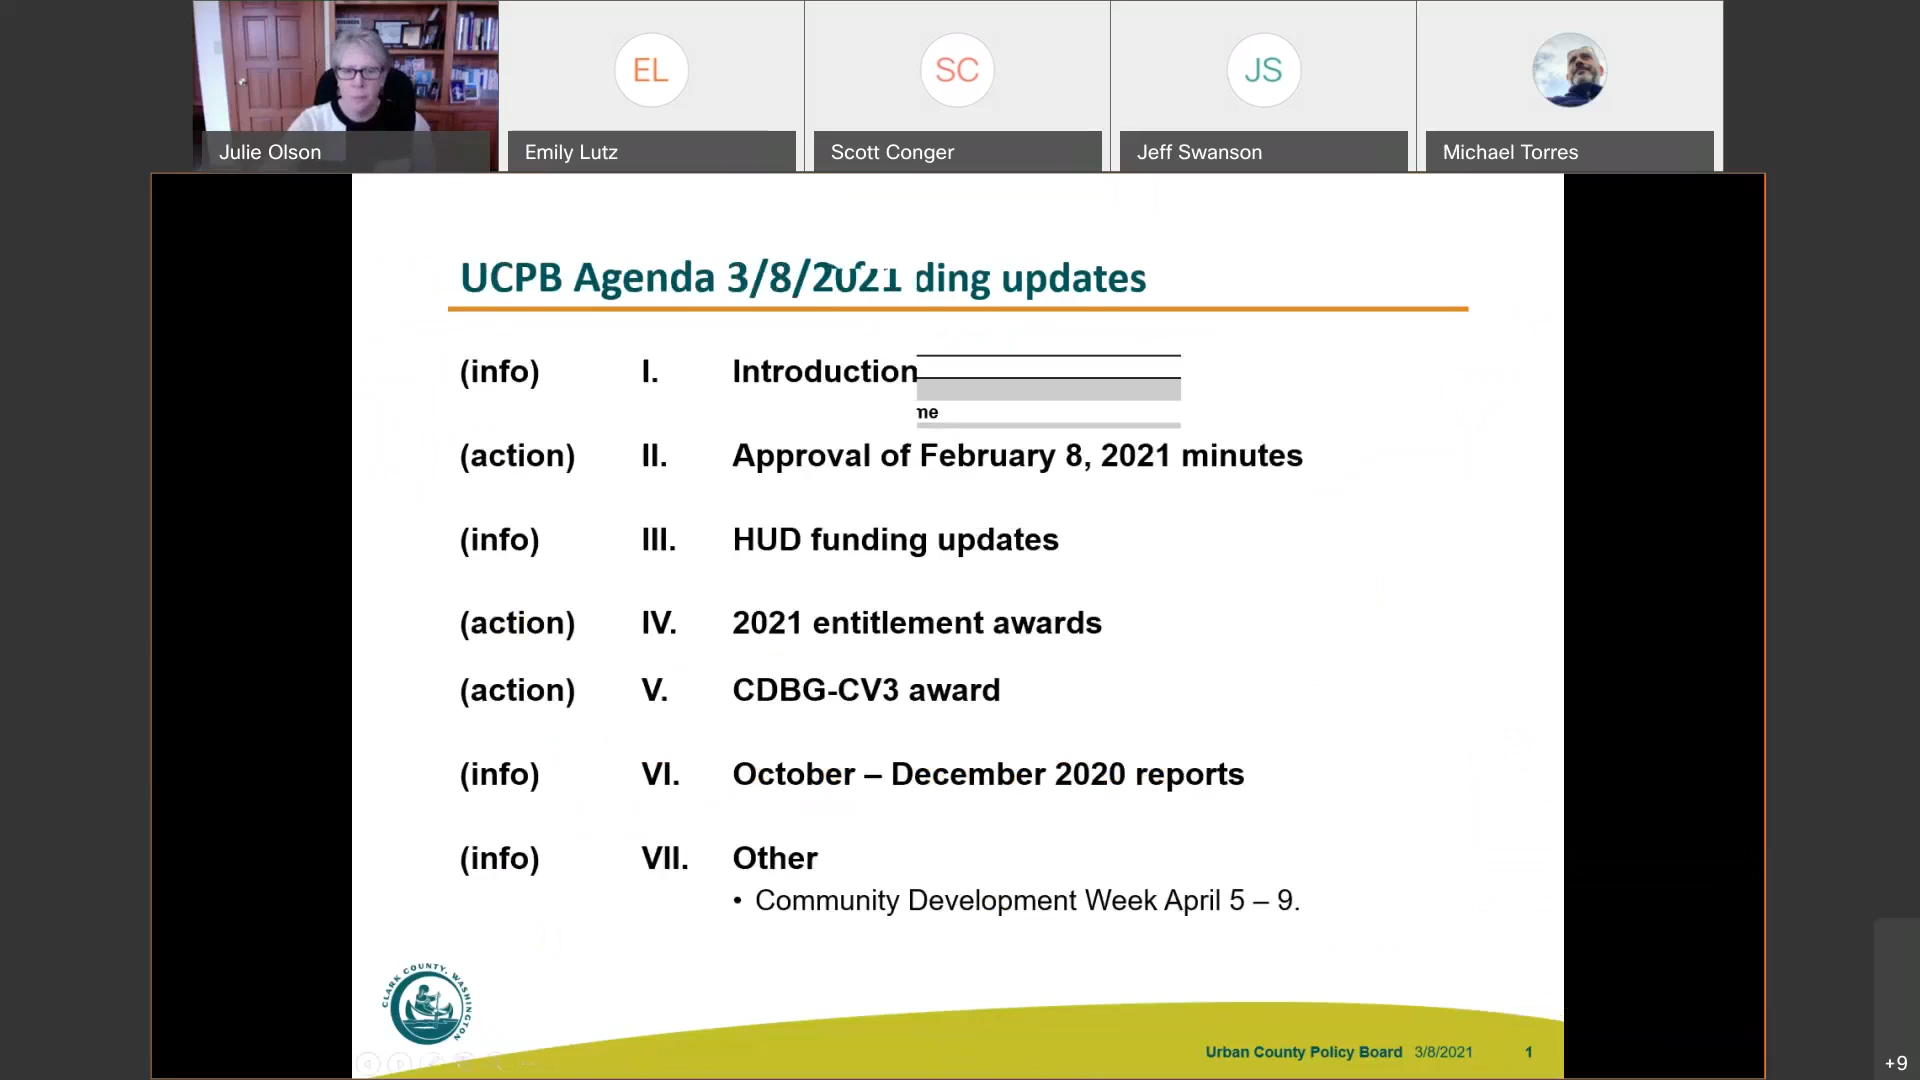 EL
SC
JS
Julie Olson
Emily Lutz
Scott Conger
Jeff Swanson
Michael Torres
UCPB Agenda 3/8/2021 ding updates
(info) I. Introduction
me
(action) II. Approval of February 8, 2021 minutes
(info) III. HUD funding updates
(action) IV. 2021 entitlement awards
(action) V. CDBG-CV3 award
(info) VI. October – December 2020 reports
(info) VII. Other
• Community Development Week April 5 – 9.
CLARK COUNTY, WASHINGTON
Urban County Policy Board 3/8/2021 1
+9